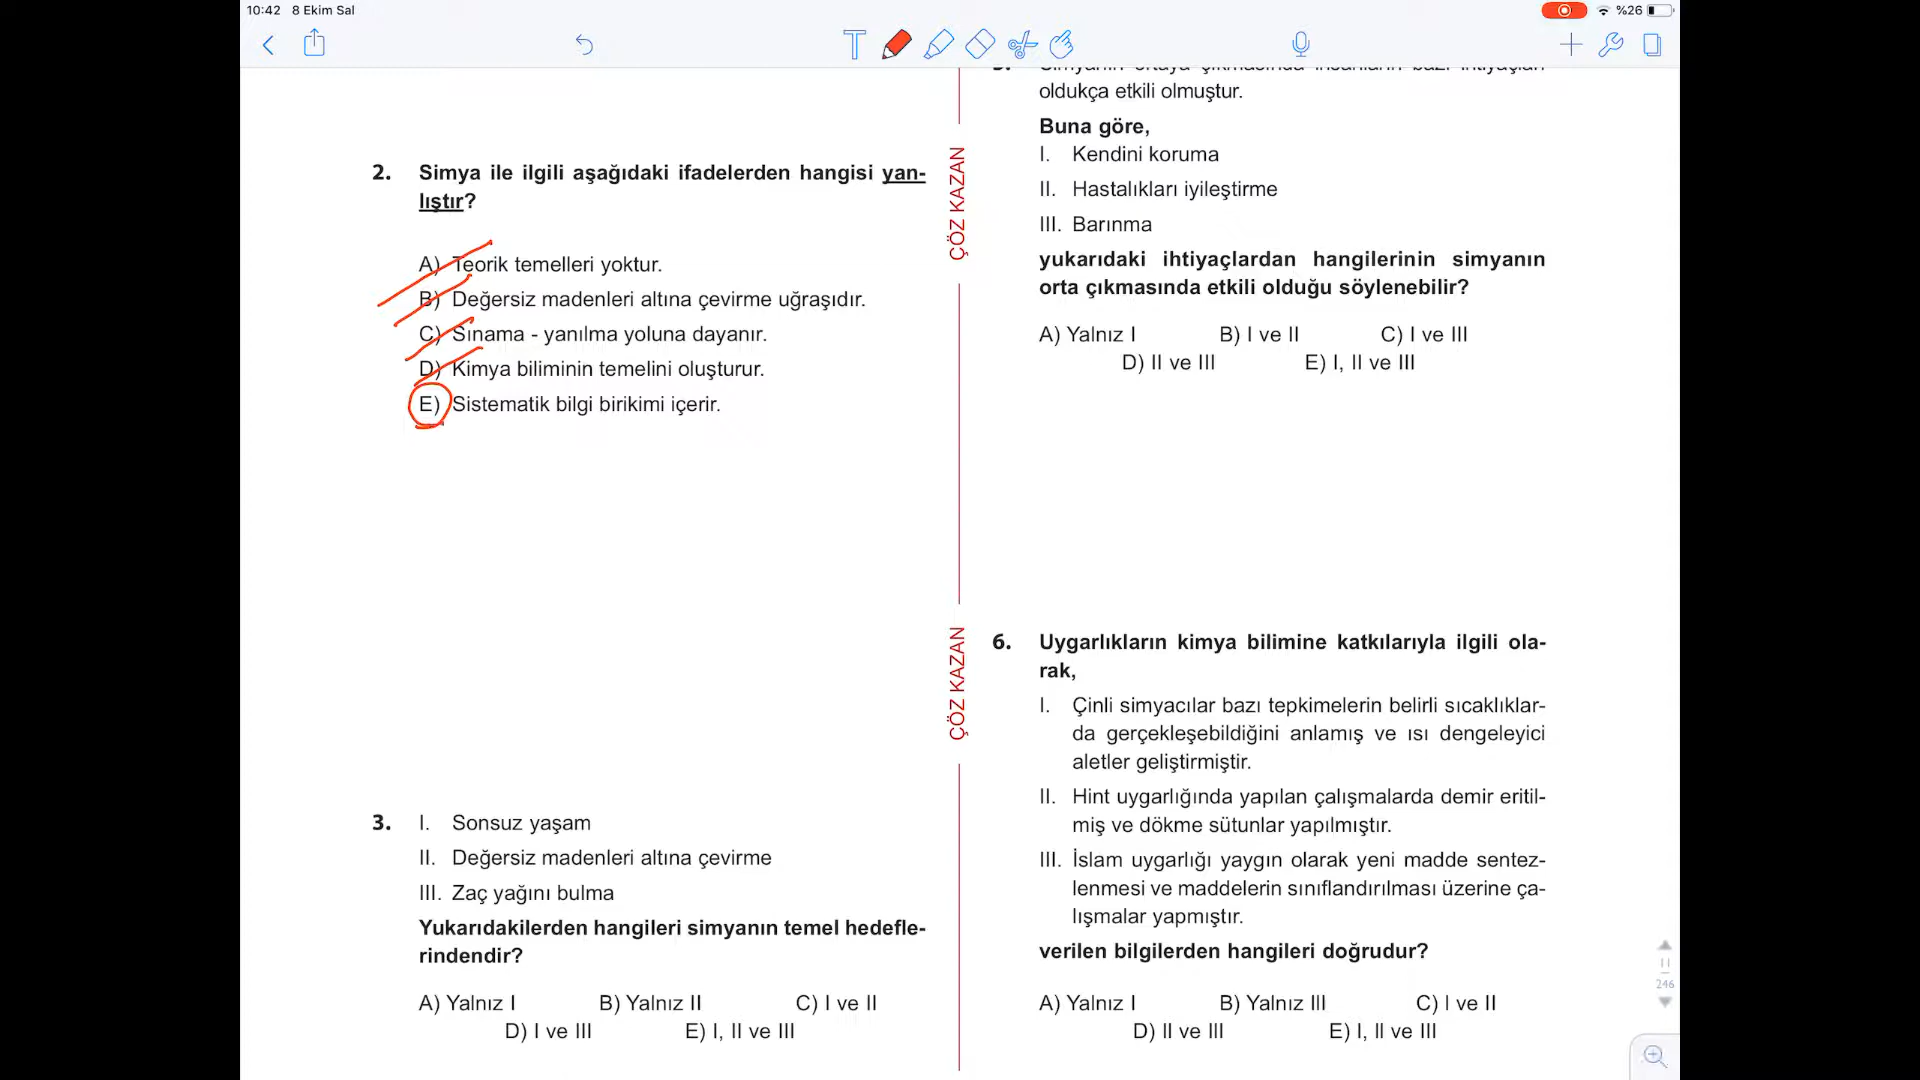 10:42 8 Ekim Sal
%26
2. Simya ile ilgili aşağıdaki ifadelerden hangisi yan-
lıştır?
A) Teorik temelleri yoktur.
B) Değersiz madenleri altına çevirme uğraşıdır.
C) Sınama - yanılma yoluna dayanır.
D) Kimya biliminin temelini oluşturur.
E) Sistematik bilgi birikimi içerir.
3. I. Sonsuz yaşam
II. Değersiz madenleri altına çevirme
III. Zaç yağını bulma
Yukarıdakilerden hangileri simyanın temel hedefle-
rindendir?
A) Yalnız I B) Yalnız II C) I ve II
D) I ve III E) I, II ve III
ÇÖZ KAZAN
ÇÖZ KAZAN
5. Simyanın ortaya çıkmasında insanların bazı ihtiyaçları
oldukça etkili olmuştur.
Buna göre,
I. Kendini koruma
II. Hastalıkları iyileştirme
III. Barınma
yukarıdaki ihtiyaçlardan hangilerinin simyanın
orta çıkmasında etkili olduğu söylenebilir?
A) Yalnız I B) I ve II C) I ve III
D) II ve III E) I, II ve III
6. Uygarlıkların kimya bilimine katkılarıyla ilgili ola-
rak,
I. Çinli simyacılar bazı tepkimelerin belirli sıcaklıklar-
da gerçekleşebildiğini anlamış ve ısı dengeleyici
aletler geliştirmiştir.
II. Hint uygarlığında yapılan çalışmalarda demir eritil-
miş ve dökme sütunlar yapılmıştır.
III. İslam uygarlığı yaygın olarak yeni madde sentez-
lenmesi ve maddelerin sınıflandırılması üzerine ça-
lışmalar yapmıştır.
verilen bilgilerden hangileri doğrudur?
A) Yalnız I B) Yalnız III C) I ve II
D) II ve III E) I, II ve III
11
246